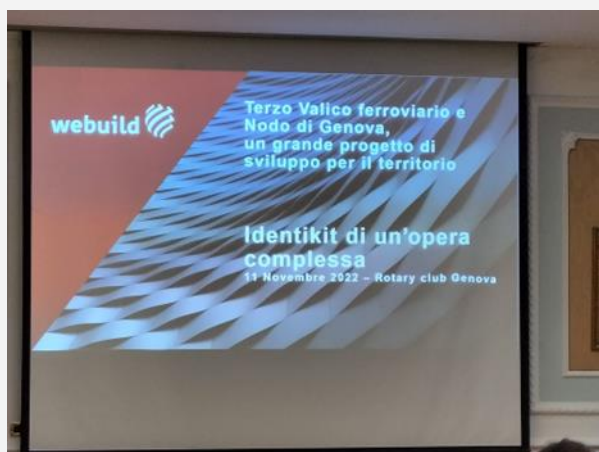 webuild
Terzo Valico ferroviario e
Nodo di Genova,
un grande progetto di
sviluppo per il territorio
Identikit di un'opera
complessa
11 Novembre 2022 – Rotary club Genova